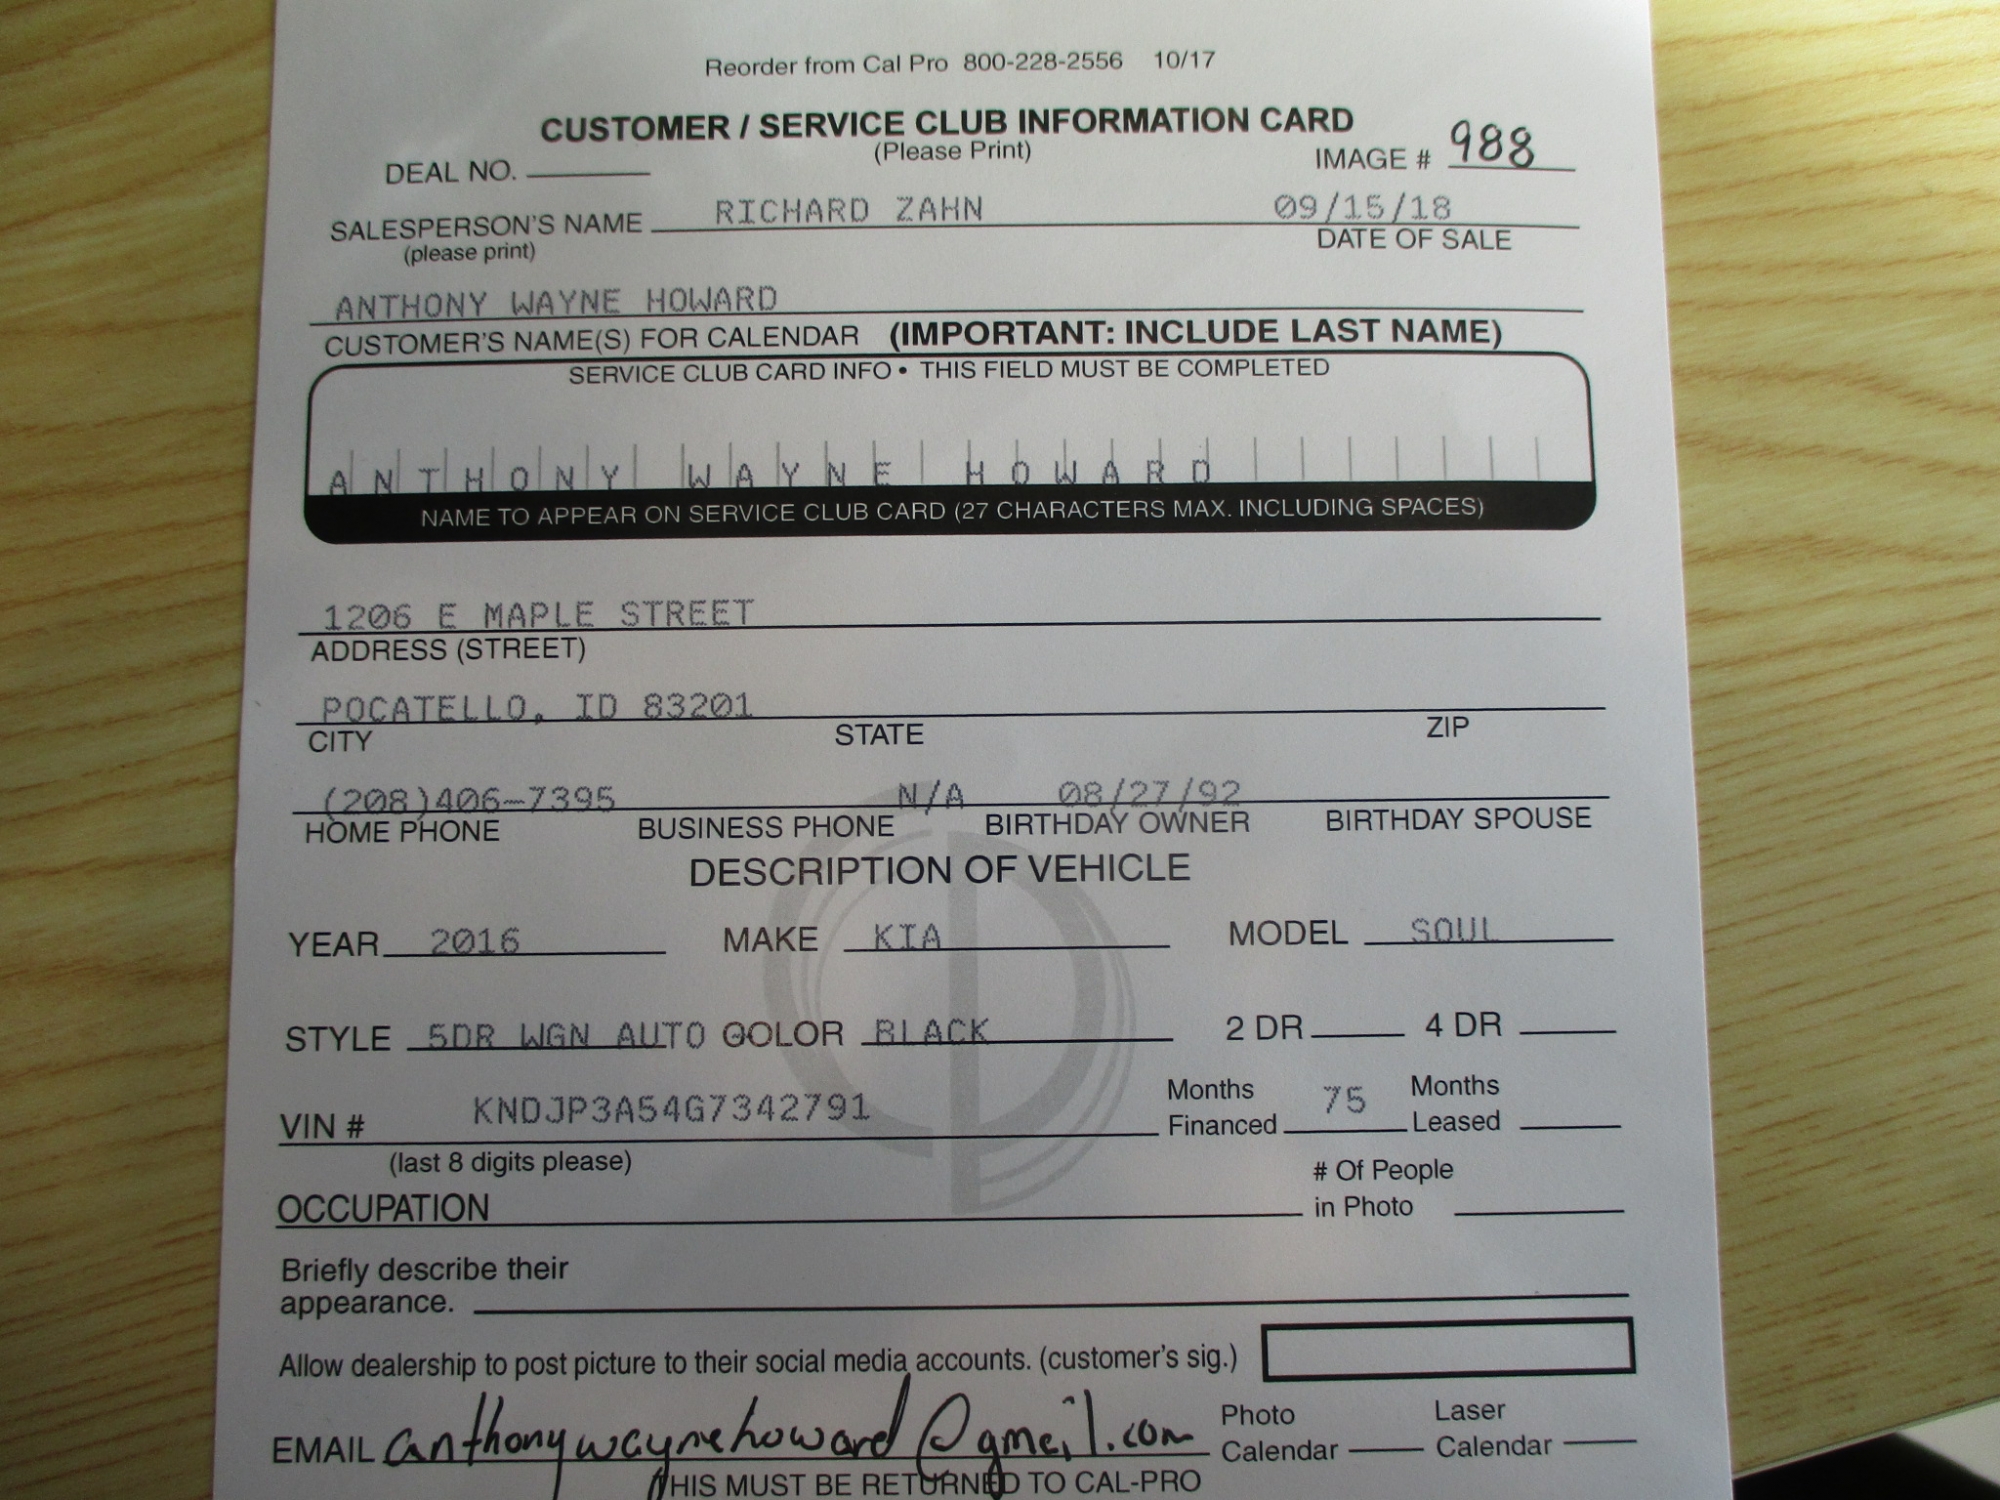 Reorder from Cal Pro 800-228-2556 10/17
CUSTOMER / SERVICE CLUB INFORMATION CARD
(Please Print)
DEAL NO. IMAGE # 988
SALESPERSON'S NAME RICHARD ZAHN 09/15/18
(please print) DATE OF SALE
ANTHONY WAYNE HOWARD
CUSTOMER'S NAME(S) FOR CALENDAR (IMPORTANT: INCLUDE LAST NAME)
SERVICE CLUB CARD INFO • THIS FIELD MUST BE COMPLETED
ANTHONY WAYNE HOWARD
NAME TO APPEAR ON SERVICE CLUB CARD (27 CHARACTERS MAX. INCLUDING SPACES)
1206 E MAPLE STREET
ADDRESS (STREET)
POCATELLO, ID 83201
CITY STATE ZIP
(208)406-7395 N/A 08/27/92
HOME PHONE BUSINESS PHONE BIRTHDAY OWNER BIRTHDAY SPOUSE
DESCRIPTION OF VEHICLE
YEAR 2016 MAKE KIA MODEL SOUL
STYLE 5DR WGN AUTO COLOR BLACK 2 DR 4 DR
VIN # KNDJP3A54G7342791 Months Financed 75 Months Leased
(last 8 digits please)
OCCUPATION # Of People in Photo
Briefly describe their
appearance.
Allow dealership to post picture to their social media accounts. (customer's sig.)
EMAIL anthonywaynehoward@gmail.com Photo Calendar Laser Calendar
THIS MUST BE RETURNED TO CAL-PRO